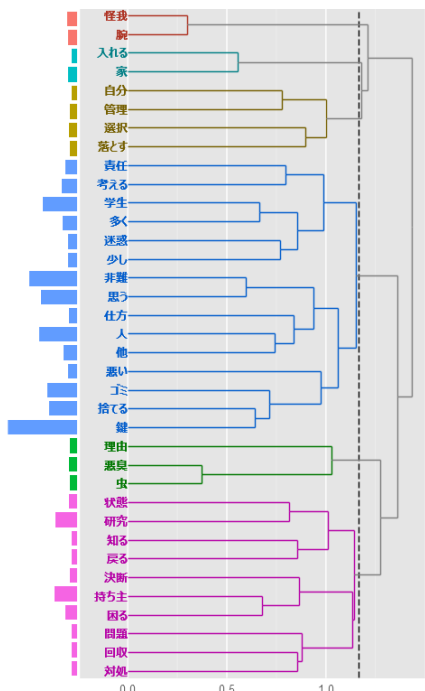 怪我
腕
入れる
家
自分
管理
選択
落とす
責任
考える
学生
多く
迷惑
少し
非難
思う
仕方
人
他
悪い
ゴミ
捨てる
鍵
理由
悪臭
虫
状態
研究
知る
戻る
決断
持ち主
困る
問題
回収
対処
0.0 0.5 1.0